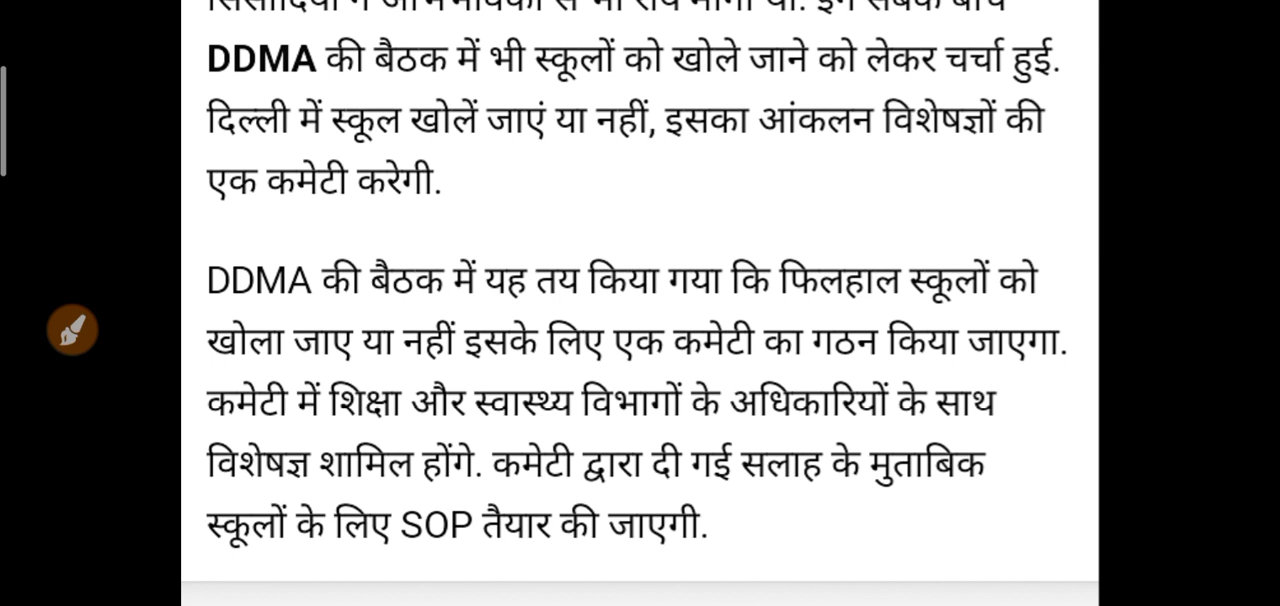 DDMA की बैठक में भी स्कूलों को खोले जाने को लेकर चर्चा हुई.
दिल्ली में स्कूल खोलें जाएं या नहीं, इसका आंकलन विशेषज्ञों की
एक कमेटी करेगी.
DDMA की बैठक में यह तय किया गया कि फिलहाल स्कूलों को
खोला जाए या नहीं इसके लिए एक कमेटी का गठन किया जाएगा.
कमेटी में शिक्षा और स्वास्थ्य विभागों के अधिकारियों के साथ
विशेषज्ञ शामिल होंगे. कमेटी द्वारा दी गई सलाह के मुताबिक
स्कूलों के लिए SOP तैयार की जाएगी.